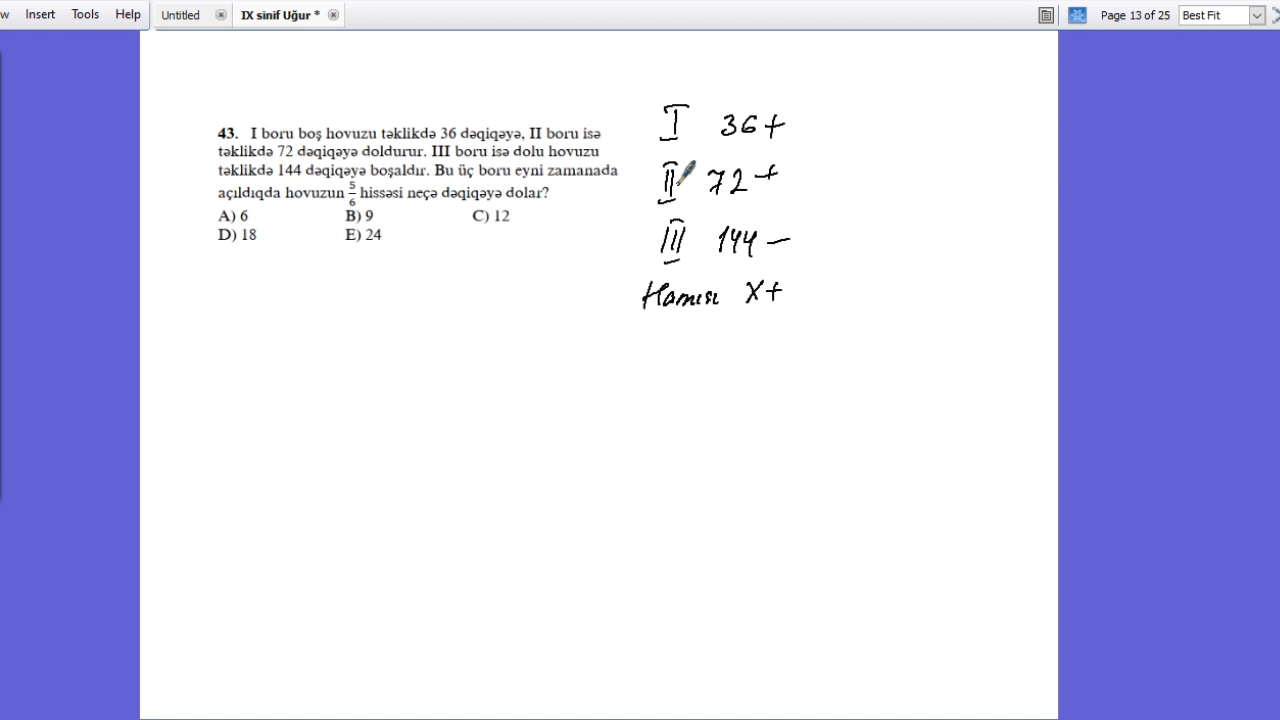 w Insert Tools Help
Untitled IX sinif Uğur * Page 13 of 25 Best Fit
43. I boru boş hovuzu təklikdə 36 dəqiqəyə, II boru isə
təklikdə 72 dəqiqəyə doldurur. III boru isə dolu hovuzu
təklikdə 144 dəqiqəyə boşaldır. Bu üç boru eyni zamanada
açıldıqda hovuzun 5/6 hissəsi neçə dəqiqəyə dolar?
A) 6 B) 9 C) 12
D) 18 E) 24
I 36 +
II 72 +
III 144 −
Hamısı X +